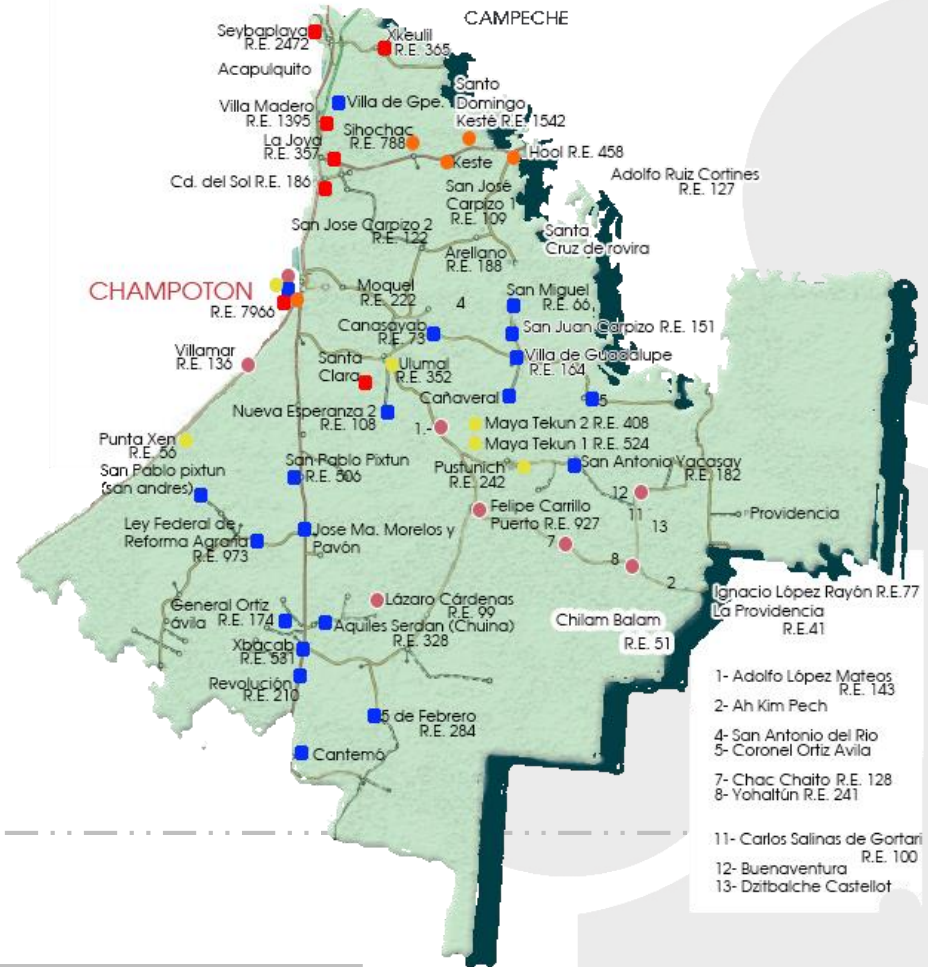 CAMPECHE
Seybaplaya
R.E. 2472
Xkeulil
R.E. 365
Acapulquito
Santo
Domingo
Kesté R.E. 1542
Villa Madero
R.E. 1395
Villa de Gpe.
Sihochac
R.E. 788
La Joya
R.E. 357
Keste
Hool R.E. 458
Cd. del Sol R.E. 186
Adolfo Ruiz Cortines
R.E. 127
San José
Carpizo 1
R.E. 109
San Jose Carpizo 2
R.E. 122
Santa
Cruz de rovira
Arellano
R.E. 188
CHAMPOTON
R.E. 7966
Moquel
R.E. 222
4
San Miguel
R.E. 66
Canasayab
R.E. 73
San Juan Carpizo R.E. 151
Villamar
R.E. 136
Santa
Clara
Ulumal
R.E. 352
Villa de Guadalupe
R.E. 164
Cañaveral
5
Nueva Esperanza 2
R.E. 108
1.-
Maya Tekun 2 R.E. 408
Maya Tekun 1 R.E. 524
Punta Xen
R.E. 56
San Pablo Pixtun
R.E. 506
Pustunich
R.E. 242
San Antonio Yacasay
R.E. 182
San Pablo pixtun
(san andres)
12
Felipe Carrillo
Puerto R.E. 927
11
13
Providencia
Ley Federal de
Reforma Agraria
R.E. 973
Jose Ma. Morelos y
Pavón
7
8
2
Ignacio López Rayón R.E.77
La Providencia
R.E.41
General Ortiz
ávila R.E. 174
Lázaro Cárdenas
R.E. 99
Aquiles Serdan (Chuina)
R.E. 328
Chilam Balam
R.E. 51
Xbacab
R.E. 531
Revolución
R.E. 210
5 de Febrero
R.E. 284
Cantemó
1- Adolfo López Mateos
R.E. 143
2- Ah Kim Pech
4- San Antonio del Rio
5- Coronel Ortiz Avila
7- Chac Chaito R.E. 128
8- Yohaltún R.E. 241
11- Carlos Salinas de Gortari
R.E. 100
12- Buenaventura
13- Dzitbalche Castellot